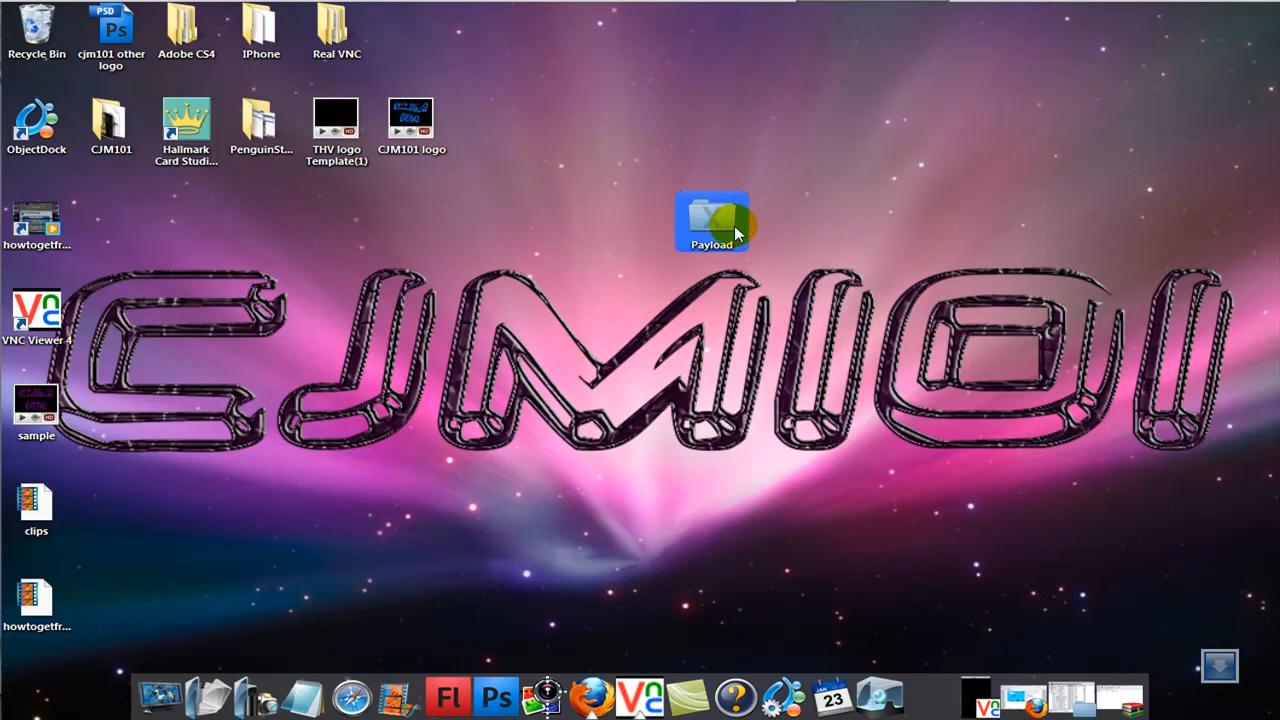 PSD
Ps
Recycle Bin
cjm101 other
logo
Adobe CS4
IPhone
Real VNC
ObjectDock
CJM101
Hallmark
Card Studi...
PenguinSt...
THV logo
Template(1)
CJM101 logo
howtogetfr...
Payload
CJM101
VNC Viewer 4
sample
clips
howtogetfr...
Fl
Ps
JAN
23